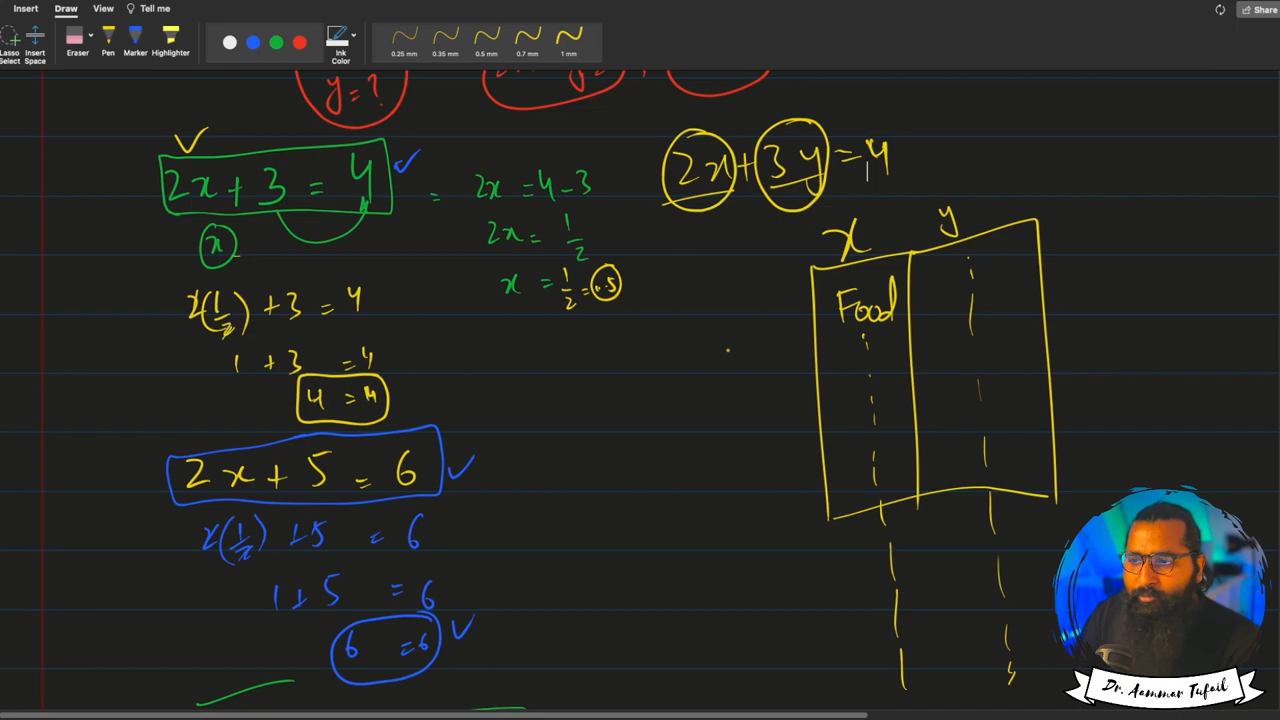 Insert Draw View Tell me Share
Lasso Select
Insert Space
Eraser
Pen
Marker
Highlighter
Ink Color
0.25 mm 0.35 mm 0.5 mm 0.7 mm 1 mm
y = ?
2x + 3 = 4
x
2(1/2) + 3 = 4
1 + 3 = 4
4 = 4
= 2x = 4 - 3
2x = 1/2
x = 1/2 = 0.5
2x + 5 = 6
2(1/2) + 5 = 6
1 + 5 = 6
6 = 6
2x + 3y = 4
x y
Food
Dr. Aammar Tufail